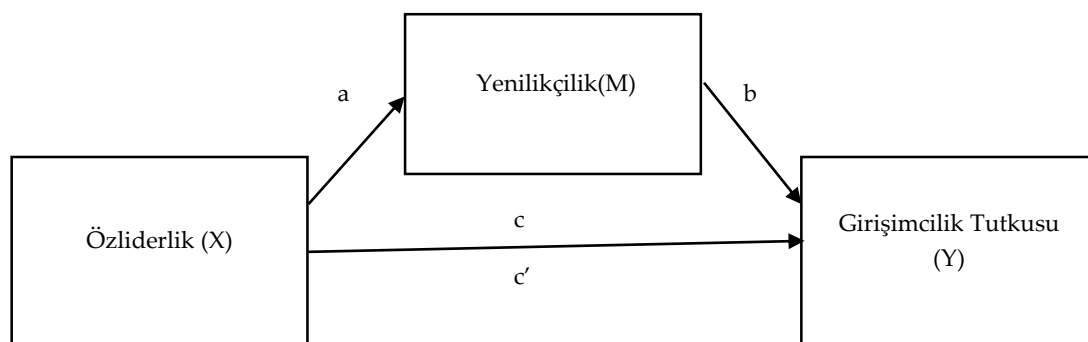 Yenilikçilik(M)
a
b
Özliderlik (X)
c
c′
Girişimcilik Tutkusu
(Y)